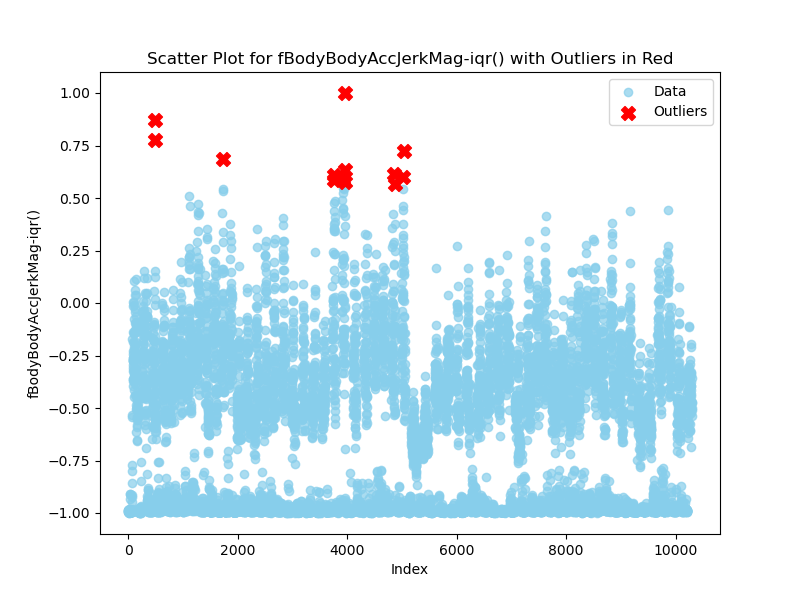 Scatter Plot for fBodyBodyAccJerkMag-iqr() with Outliers in Red
Data
Outliers
fBodyBodyAccJerkMag-iqr()
1.00
0.75
0.50
0.25
0.00
−0.25
−0.50
−0.75
−1.00
0 2000 4000 6000 8000 10000
Index